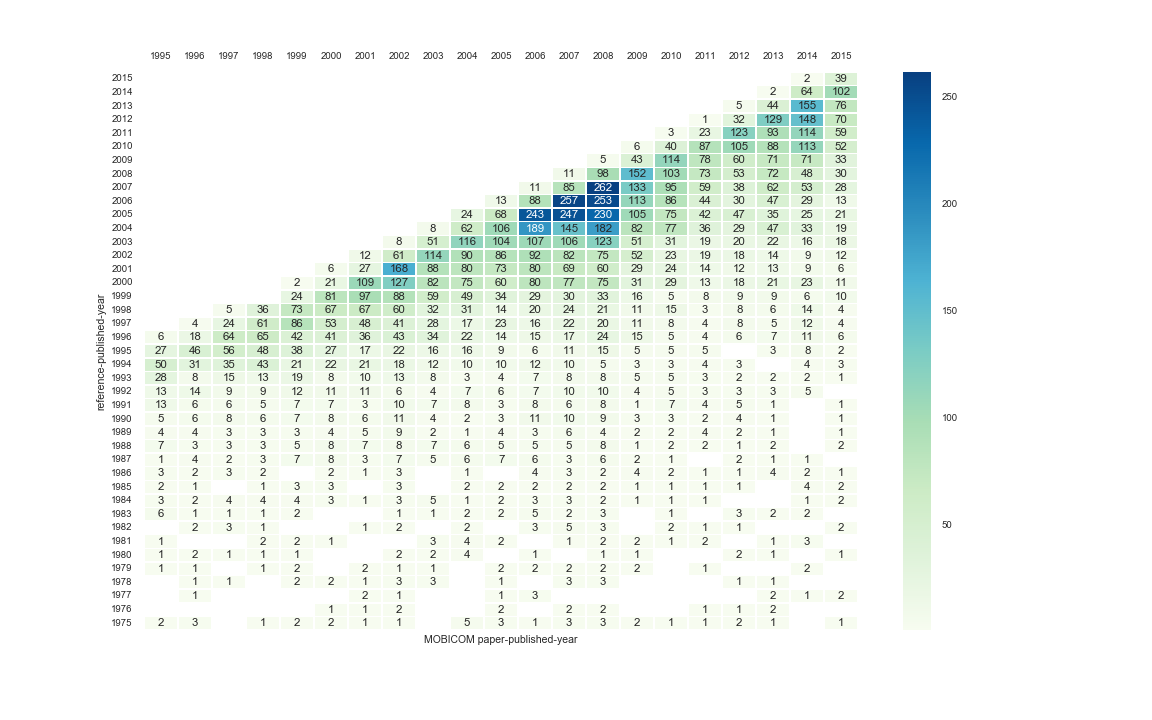 1995 1996 1997 1998 1999 2000 2001 2002 2003 2004 2005 2006 2007 2008 2009 2010 2011 2012 2013 2014 2015
2015 2 39
2014 2 64 102
2013 5 44 155 76
2012 1 32 129 148 70
2011 3 23 123 93 114 59
2010 6 40 87 105 88 113 52
2009 5 43 114 78 60 71 71 33
2008 11 98 152 103 73 53 72 48 30
2007 11 85 262 133 95 59 38 62 53 28
2006 13 88 257 253 113 86 44 30 47 29 13
2005 24 68 243 247 230 105 75 42 47 35 25 21
2004 8 62 106 189 145 182 82 77 36 29 47 33 19
2003 8 51 116 104 107 106 123 51 31 19 20 22 16 18
2002 12 61 114 90 86 92 82 75 52 23 19 18 14 9 12
2001 6 27 168 88 80 73 80 69 60 29 24 14 12 13 9 6
2000 2 21 109 127 82 75 60 80 77 75 31 29 13 18 21 23 11
1999 24 81 97 88 59 49 34 29 30 33 16 5 8 9 9 6 10
1998 5 36 73 67 67 60 32 31 14 20 24 21 11 15 3 8 6 14 4
1997 4 24 61 86 53 48 41 28 17 23 16 22 20 11 8 4 8 5 12 4
1996 6 18 64 65 42 41 36 43 34 22 14 15 17 24 15 5 4 6 7 11 6
1995 27 46 56 48 38 27 17 22 16 16 9 6 11 15 5 5 5 3 8 2
1994 50 31 35 43 21 22 21 18 12 10 10 12 10 5 3 3 4 3 4 3
1993 28 8 15 13 19 8 10 13 8 3 4 7 8 8 5 5 3 2 2 2 1
1992 13 14 9 9 12 11 11 6 4 7 6 7 10 10 4 5 3 3 3 5
1991 13 6 6 5 7 7 3 10 7 8 3 8 6 8 1 7 4 5 1 1
1990 5 6 8 6 7 8 6 11 4 2 3 11 10 9 3 3 2 4 1 1
1989 4 4 3 3 3 4 5 9 2 1 4 3 6 4 2 2 4 2 1 1
1988 7 3 3 3 5 8 7 8 7 6 5 5 5 8 1 2 2 1 2 2
1987 1 4 2 3 7 8 3 7 5 6 7 6 3 6 2 1 2 1 1
1986 3 2 3 2 2 1 3 1 4 3 2 4 2 1 1 4 2 1
1985 2 1 1 3 3 3 2 2 2 2 2 1 1 1 1 4 2
1984 3 2 4 4 4 3 1 3 5 1 2 3 3 2 1 1 1 1 2
1983 6 1 1 1 2 1 1 2 2 5 2 3 1 3 2 2
1982 2 3 1 1 2 2 3 5 3 2 1 1 2
1981 1 2 2 1 3 4 2 1 2 2 1 2 1 3
1980 1 2 1 1 1 2 2 4 1 1 1 2 1 1
1979 1 1 1 2 2 1 1 2 2 2 2 2 1 2
1978 1 1 2 2 1 3 3 1 3 3 1 1
1977 1 2 1 1 3 2 1 2
1976 1 1 2 2 2 2 1 1 2
1975 2 3 1 2 2 1 1 5 3 1 3 3 2 1 1 2 1 1
reference-published-year
MOBICOM paper-published-year
250
200
150
100
50